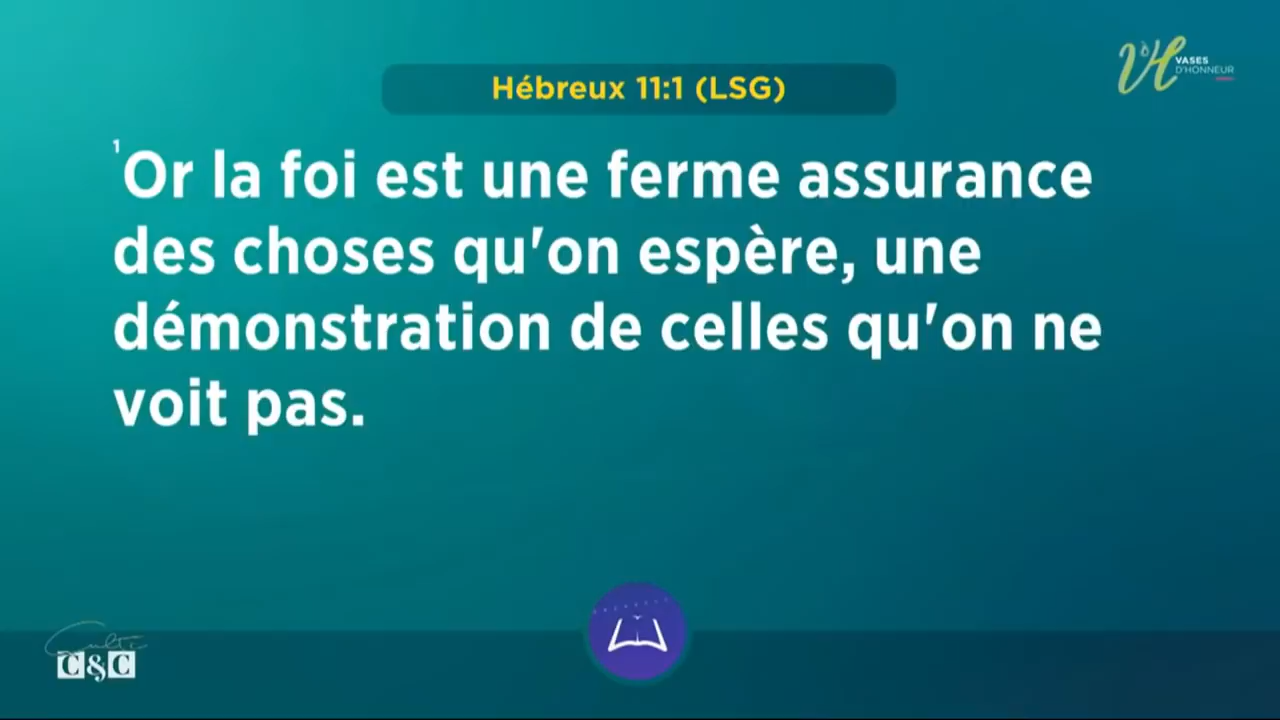 Hébreux 11:1 (LSG)
VASES
D'HONNEUR
1
Or la foi est une ferme assurance
des choses qu'on espère, une
démonstration de celles qu'on ne
voit pas.
Culte
C&C